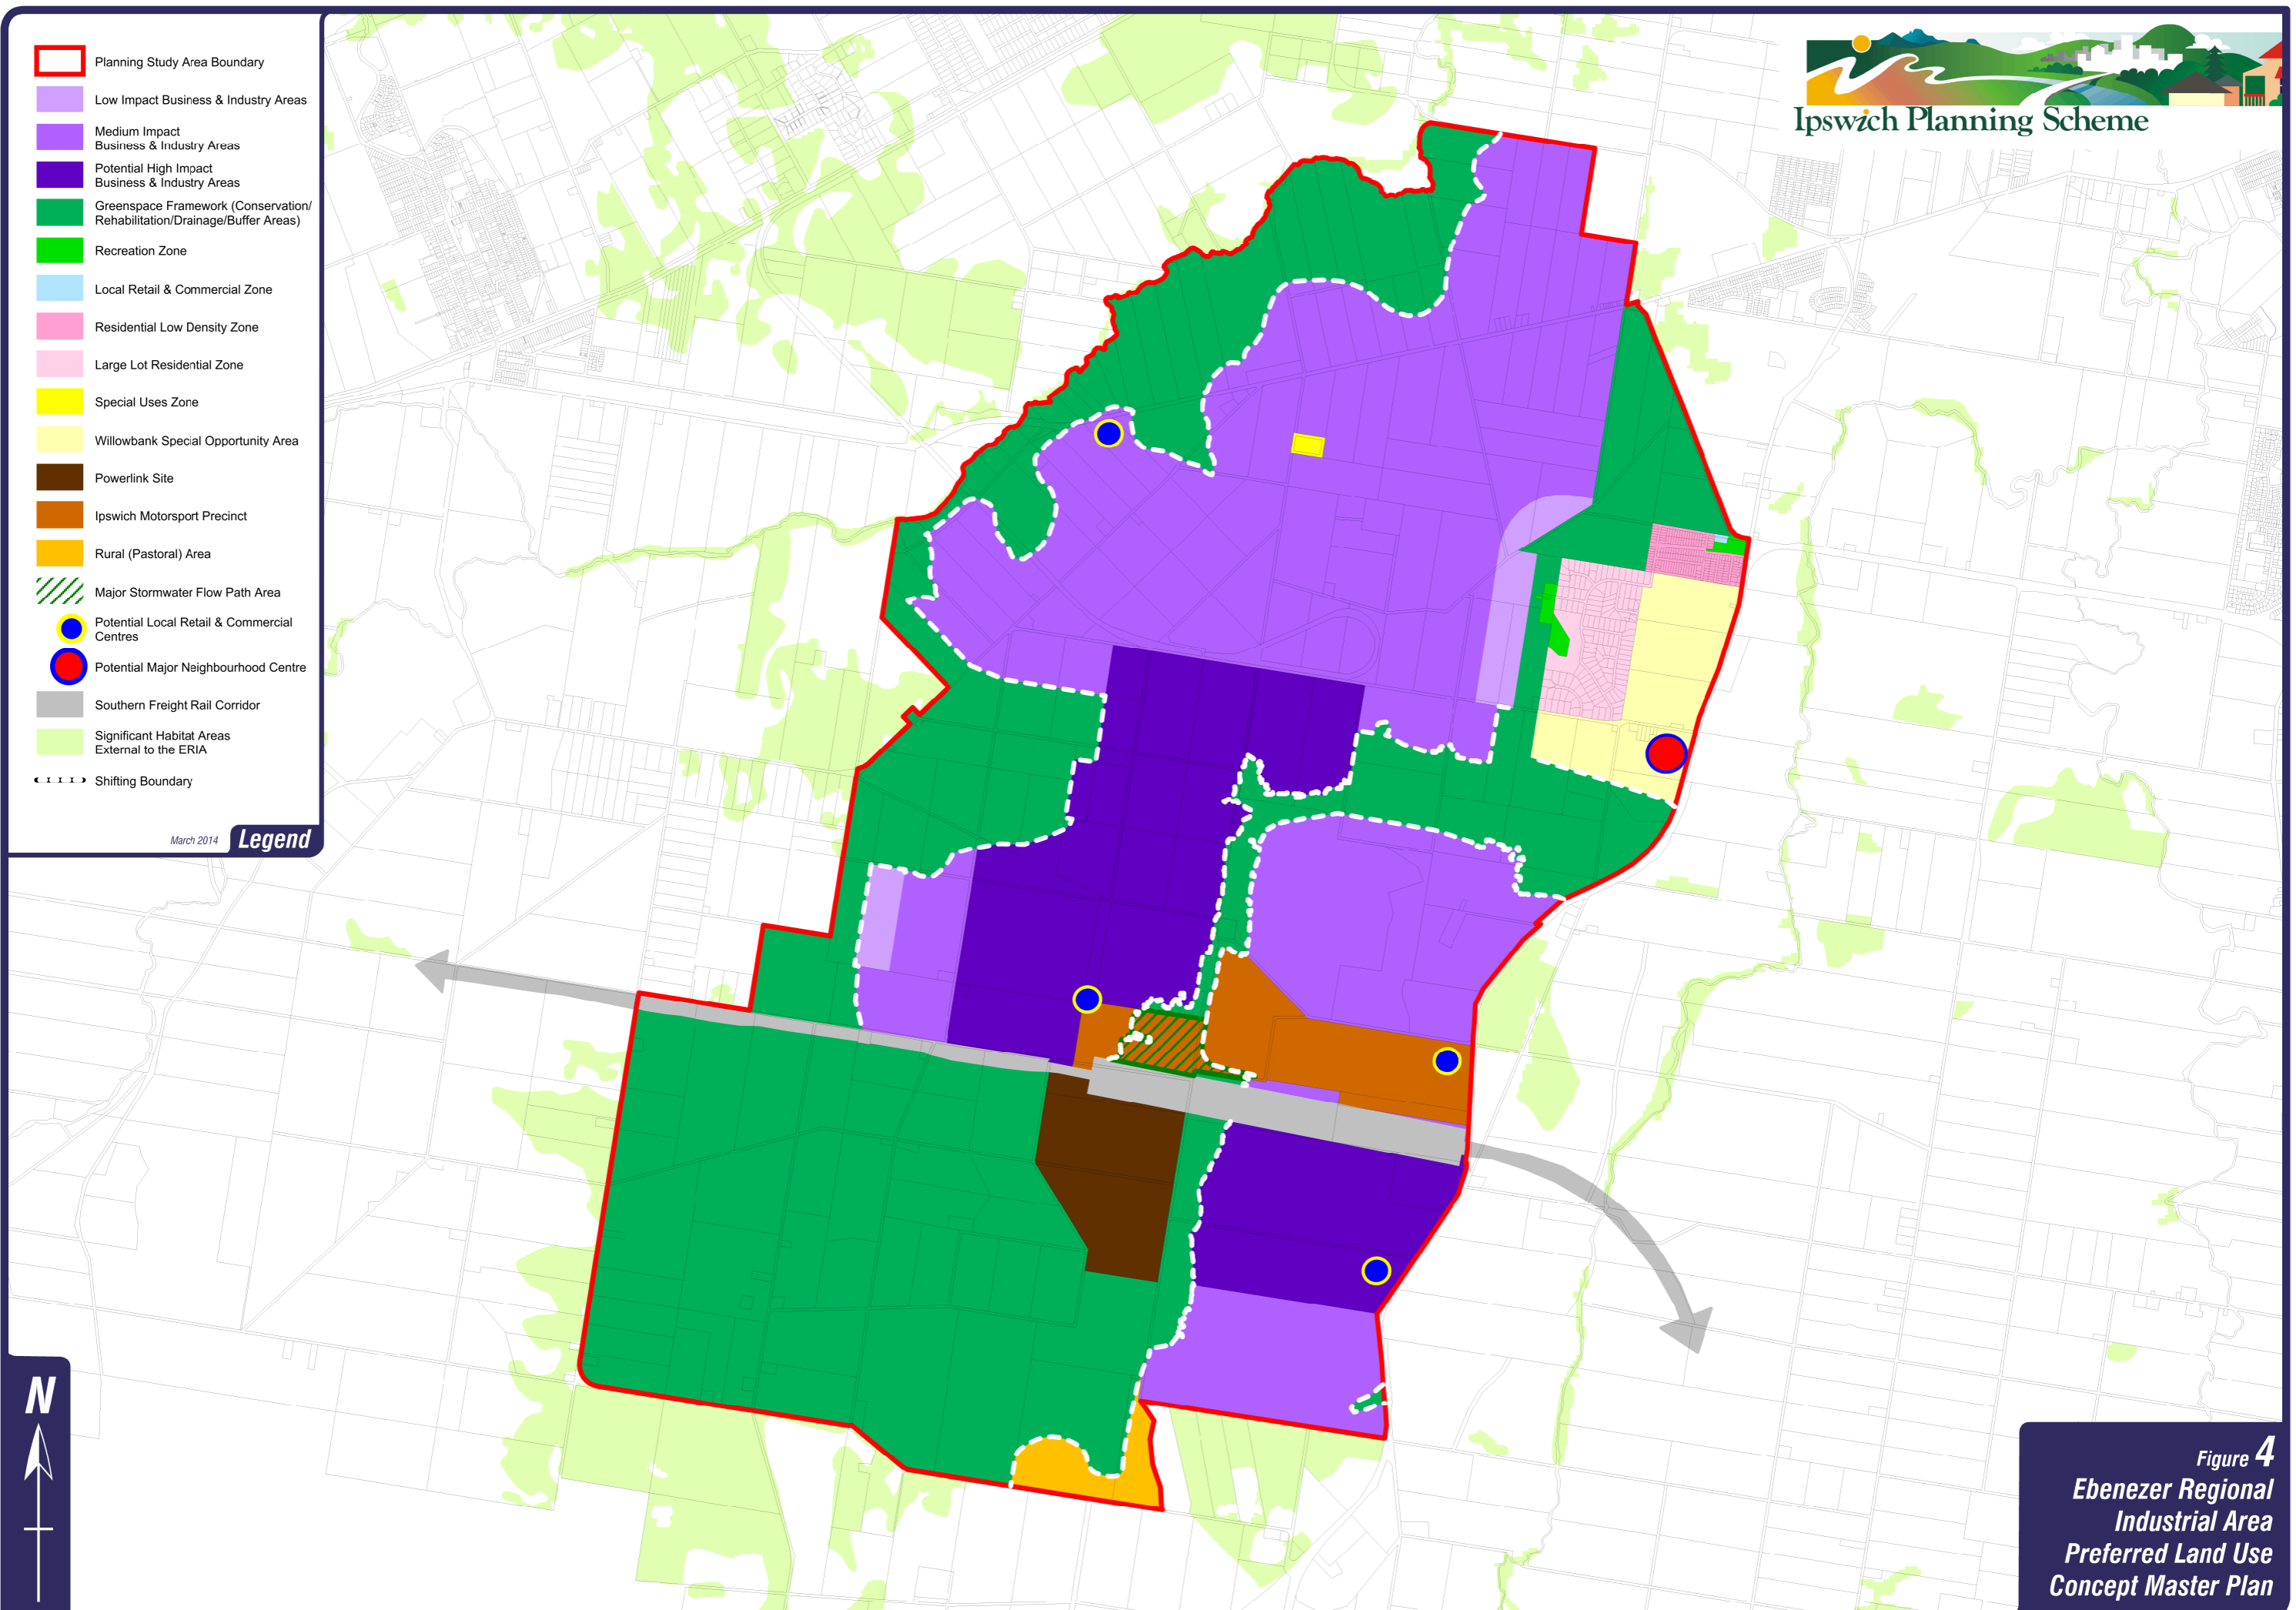 Planning Study Area Boundary
Low Impact Business & Industry Areas
Medium Impact
Business & Industry Areas
Potential High Impact
Business & Industry Areas
Greenspace Framework (Conservation/
Rehabilitation/Drainage/Buffer Areas)
Recreation Zone
Local Retail & Commercial Zone
Residential Low Density Zone
Large Lot Residential Zone
Special Uses Zone
Willowbank Special Opportunity Area
Powerlink Site
Ipswich Motorsport Precinct
Rural (Pastoral) Area
Major Stormwater Flow Path Area
Potential Local Retail & Commercial
Centres
Potential Major Neighbourhood Centre
Southern Freight Rail Corridor
Significant Habitat Areas
External to the ERIA
Shifting Boundary
March 2014
Legend
Ipswich Planning Scheme
N
Figure 4
Ebenezer Regional
Industrial Area
Preferred Land Use
Concept Master Plan